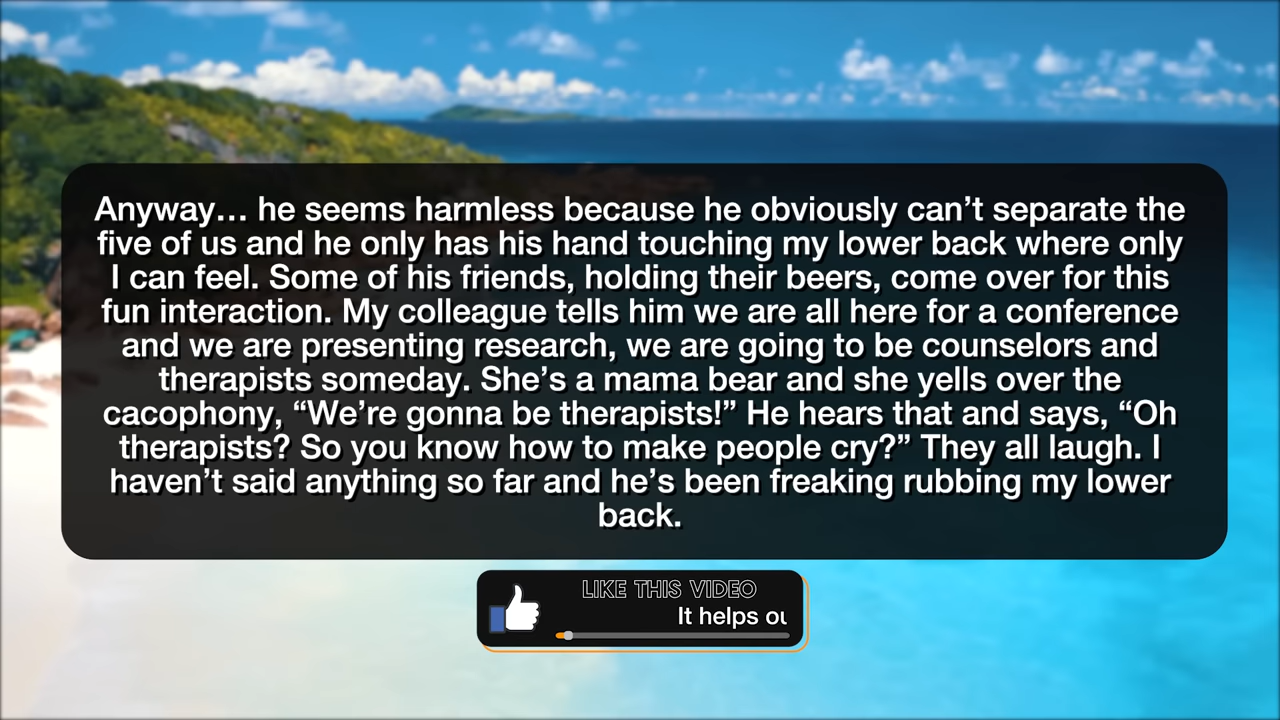 Anyway… he seems harmless because he obviously can’t separate the
five of us and he only has his hand touching my lower back where only
I can feel. Some of his friends, holding their beers, come over for this
fun interaction. My colleague tells him we are all here for a conference
and we are presenting research, we are going to be counselors and
therapists someday. She’s a mama bear and she yells over the
cacophony, “We’re gonna be therapists!” He hears that and says, “Oh
therapists? So you know how to make people cry?” They all laugh. I
haven’t said anything so far and he’s been freaking rubbing my lower
back.
LIKE THIS VIDEO
It helps